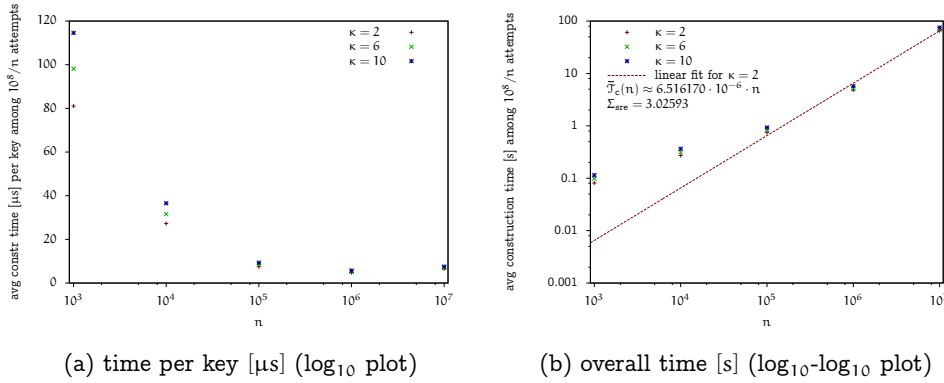 avg constr time [µs] per key among 10⁸/n attempts
120
100
80
60
40
20
0
10³
10⁴
10⁵
10⁶
10⁷
n
κ = 2
κ = 6
κ = 10
(a) time per key [µs] (log₁₀ plot)
avg construction time [s] among 10⁸/n attempts
100
10
1
0.1
0.01
0.001
10³
10⁴
10⁵
10⁶
10⁷
n
κ = 2
κ = 6
κ = 10
linear fit for κ = 2
T̄c(n) ≈ 6.516170 · 10⁻⁶ · n
Σsre = 3.02593
(b) overall time [s] (log₁₀-log₁₀ plot)